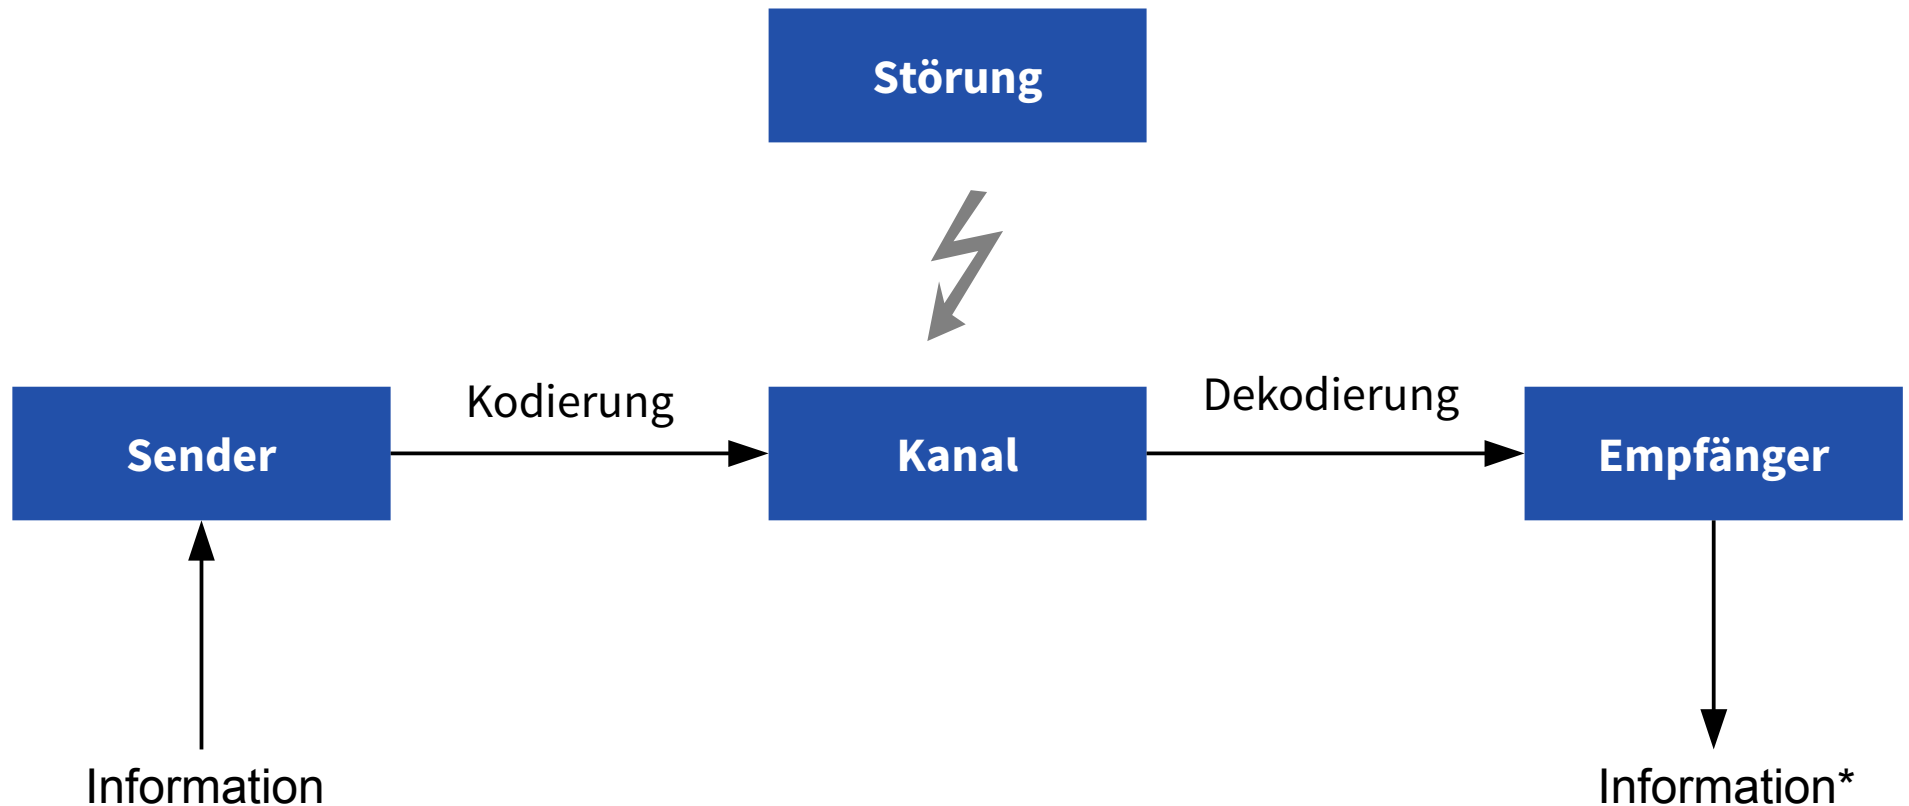 Störung
Kodierung
Dekodierung
Sender
Kanal
Empfänger
Information
Information*